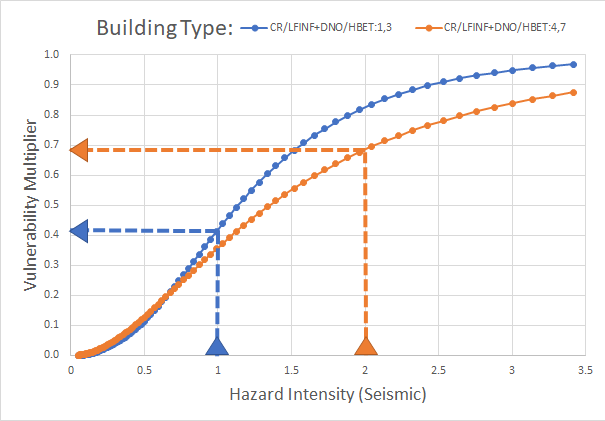 Building Type: CR/LFINF+DNO/HBET:1,3 CR/LFINF+DNO/HBET:4,7
1.0
0.9
0.8
0.7
0.6
0.5
0.4
0.3
0.2
0.1
0.0
Vulnerability Multiplier
0 0.5 1 1.5 2 2.5 3 3.5
Hazard Intensity (Seismic)